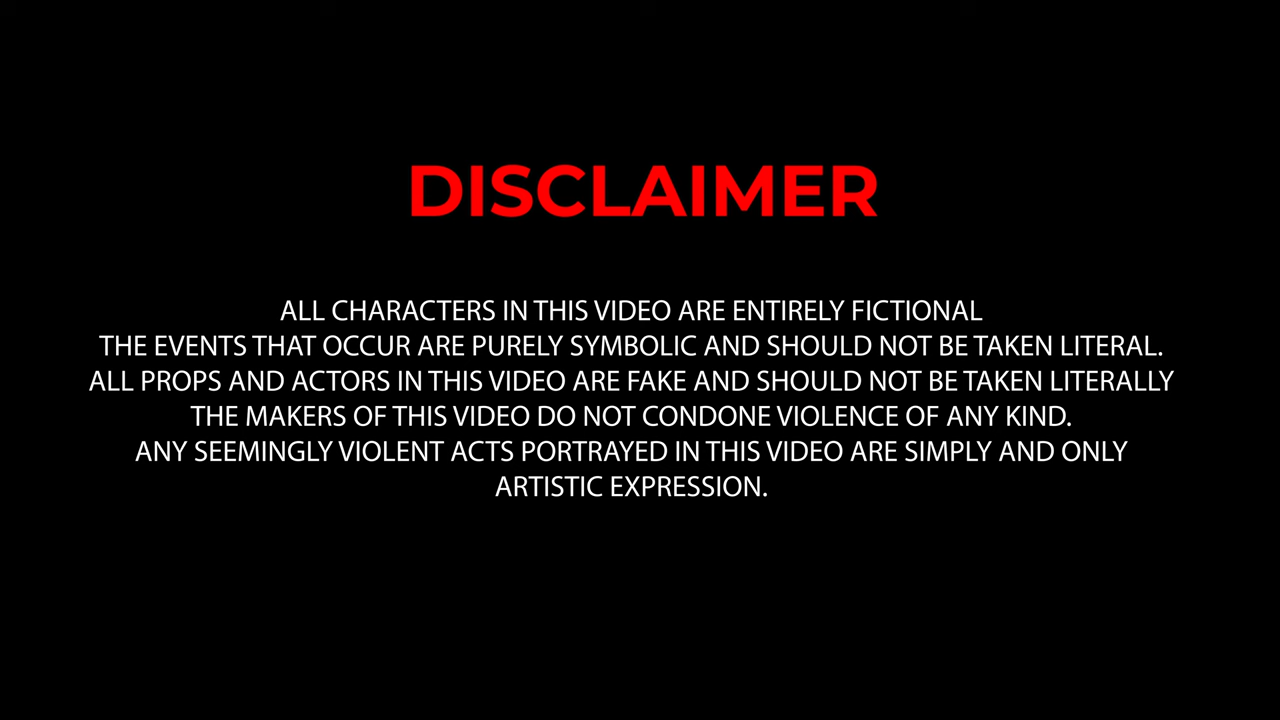 DISCLAIMER
ALL CHARACTERS IN THIS VIDEO ARE ENTIRELY FICTIONAL
THE EVENTS THAT OCCUR ARE PURELY SYMBOLIC AND SHOULD NOT BE TAKEN LITERAL.
ALL PROPS AND ACTORS IN THIS VIDEO ARE FAKE AND SHOULD NOT BE TAKEN LITERALLY
THE MAKERS OF THIS VIDEO DO NOT CONDONE VIOLENCE OF ANY KIND.
ANY SEEMINGLY VIOLENT ACTS PORTRAYED IN THIS VIDEO ARE SIMPLY AND ONLY
ARTISTIC EXPRESSION.